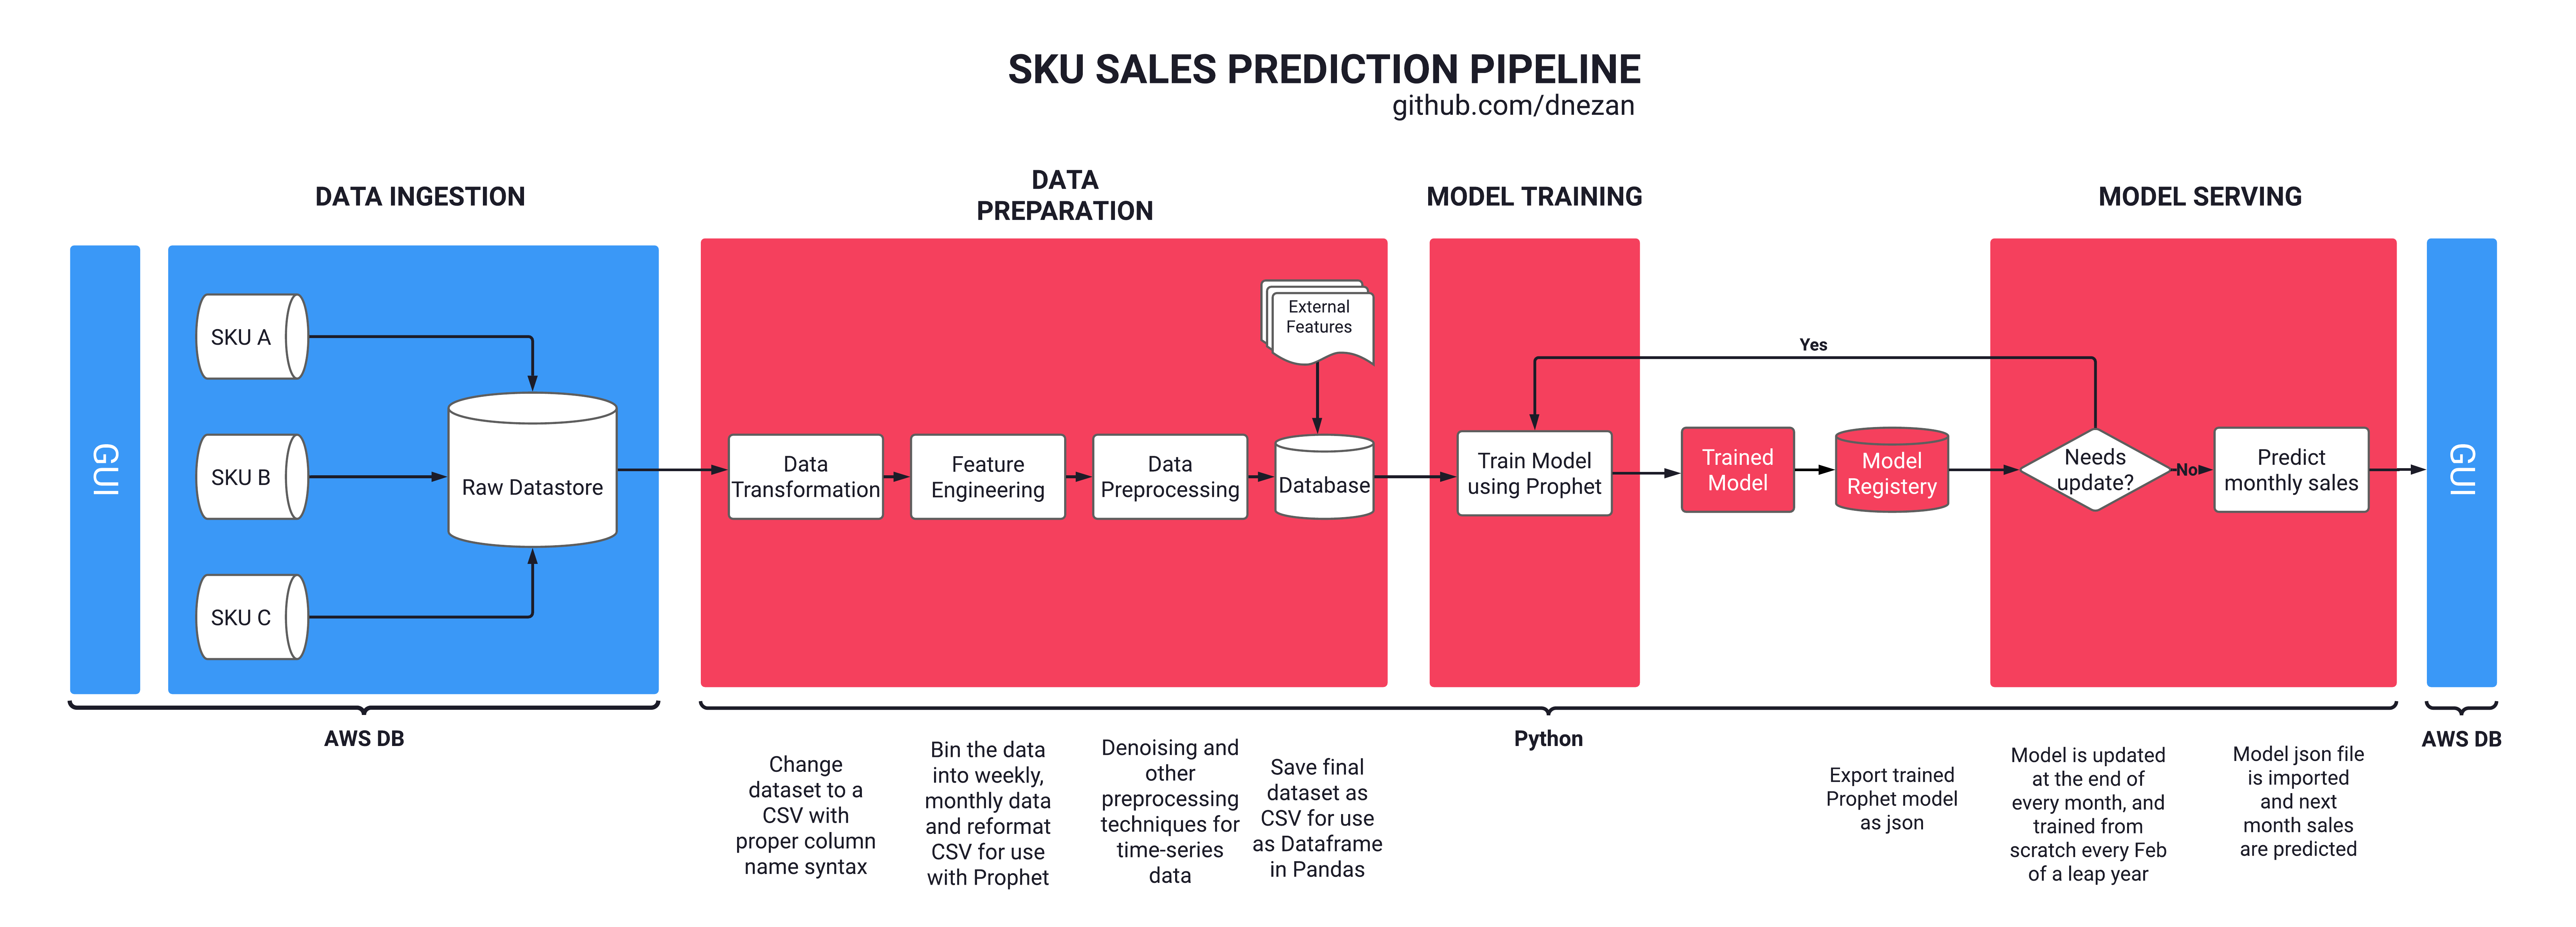 SKU SALES PREDICTION PIPELINE
github.com/dnezan
DATA INGESTION
DATA
PREPARATION
MODEL TRAINING
MODEL SERVING
GUI
SKU A
SKU B
SKU C
Raw Datastore
Data
Transformation
Feature
Engineering
Data
Preprocessing
External
Features
Database
Train Model
using Prophet
Trained
Model
Model
Registery
Yes
Needs
update?
No
Predict
monthly sales
GUI
AWS DB
Python
AWS DB
Change
dataset to a
CSV with
proper column
name syntax
Bin the data
into weekly,
monthly data
and reformat
CSV for use
with Prophet
Denoising and
other
preprocessing
techniques for
time-series
data
Save final
dataset as
CSV for use
as Dataframe
in Pandas
Export trained
Prophet model
as json
Model is updated
at the end of
every month, and
trained from
scratch every Feb
of a leap year
Model json file
is imported
and next
month sales
are predicted